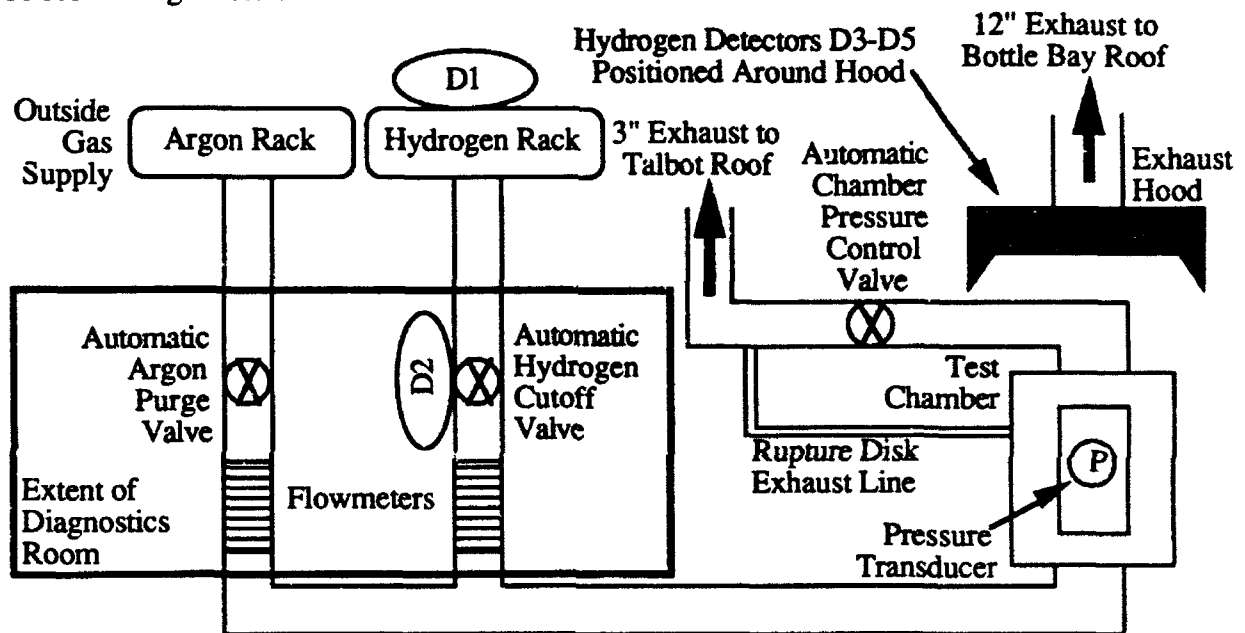 Hydrogen Detectors D3-D5
Positioned Around Hood
12" Exhaust to
Bottle Bay Roof
D1
Outside
Gas
Supply
Argon Rack
Hydrogen Rack
3" Exhaust to
Talbot Roof
Automatic
Chamber
Pressure
Control
Valve
Exhaust
Hood
Automatic
Argon
Purge
Valve
D2
Automatic
Hydrogen
Cutoff
Valve
Test
Chamber
P
Rupture Disk
Exhaust Line
Extent of
Diagnostics
Room
Flowmeters
Pressure
Transducer